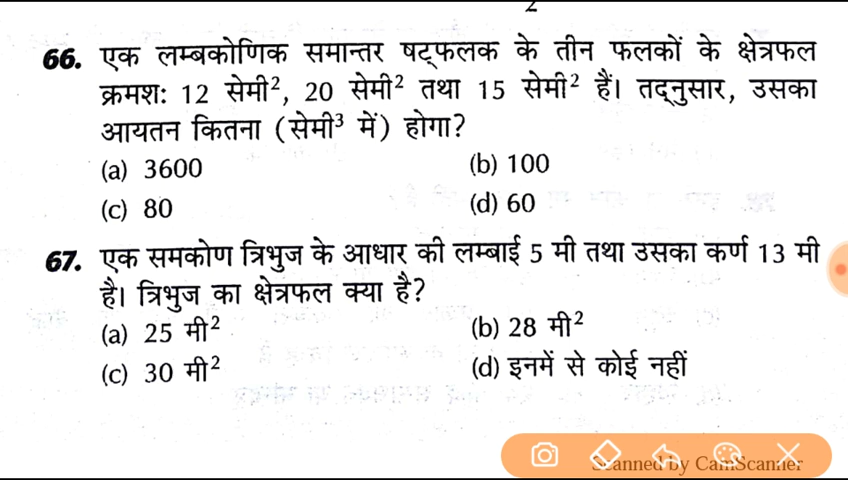 2
66. एक लम्बकोणिक समान्तर षट्फलक के तीन फलकों के क्षेत्रफल
क्रमश: 12 सेमी², 20 सेमी² तथा 15 सेमी² हैं। तद्नुसार, उसका
आयतन कितना (सेमी³ में) होगा?
(a) 3600 (b) 100
(c) 80 (d) 60
67. एक समकोण त्रिभुज के आधार की लम्बाई 5 मी तथा उसका कर्ण 13 मी
है। त्रिभुज का क्षेत्रफल क्या है?
(a) 25 मी² (b) 28 मी²
(c) 30 मी² (d) इनमें से कोई नहीं
Scanned by CamScanner